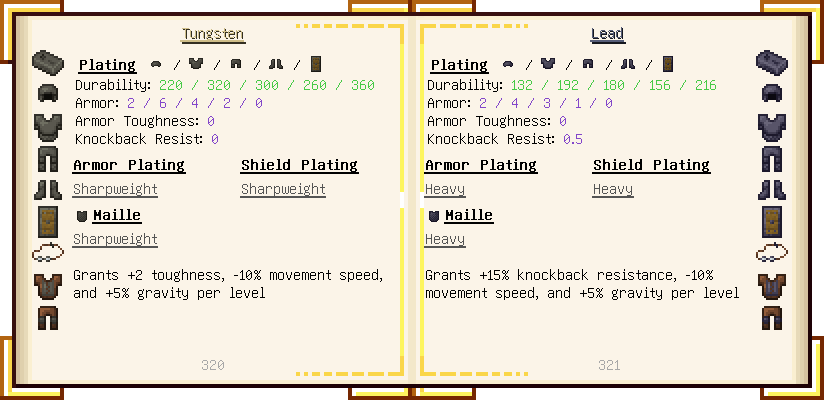 Tungsten
Plating / / / /
Durability: 220 / 320 / 300 / 260 / 360
Armor: 2 / 6 / 4 / 2 / 0
Armor Toughness: 0
Knockback Resist: 0
Armor Plating Shield Plating
Sharpweight Sharpweight
Maille
Sharpweight
Grants +2 toughness, -10% movement speed,
and +5% gravity per level
320
Lead
Plating / / / /
Durability: 132 / 192 / 180 / 156 / 216
Armor: 2 / 4 / 3 / 1 / 0
Armor Toughness: 0
Knockback Resist: 0.5
Armor Plating Shield Plating
Heavy Heavy
Maille
Heavy
Grants +15% knockback resistance, -10%
movement speed, and +5% gravity per level
321